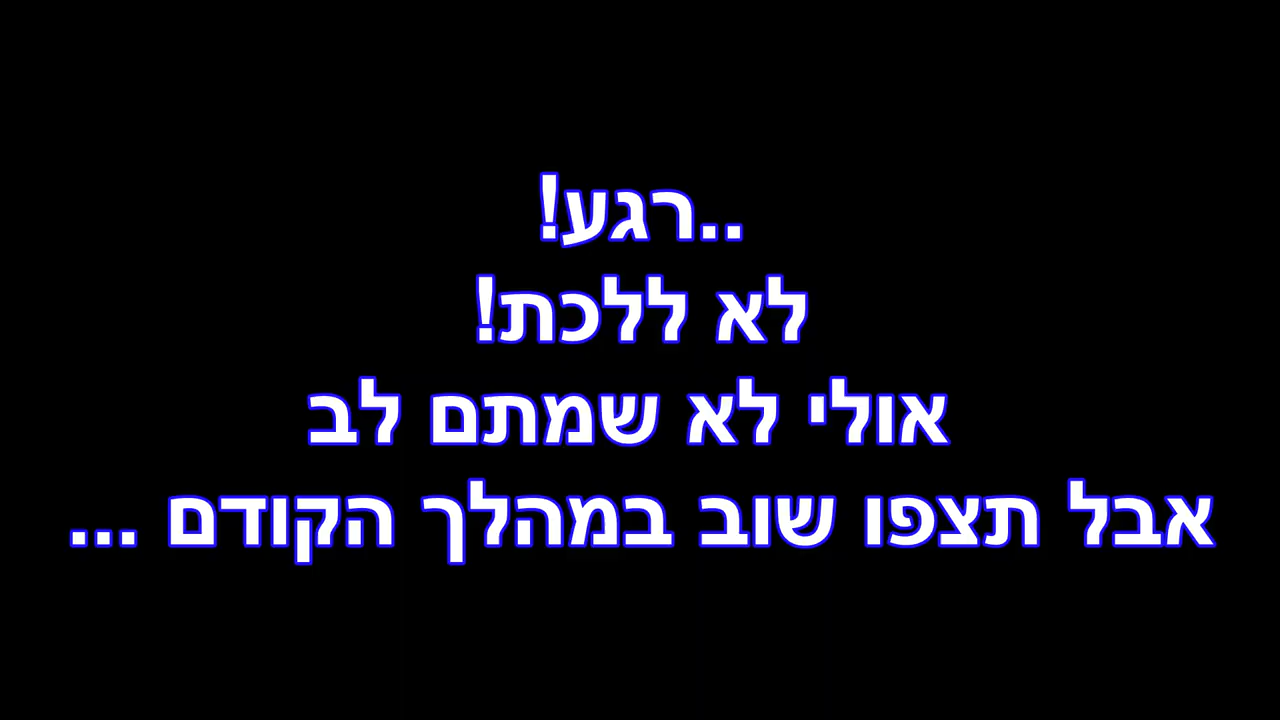 ..רגע!
לא ללכת!
אולי לא שמתם לב
אבל תצפו שוב במהלך הקודם ...